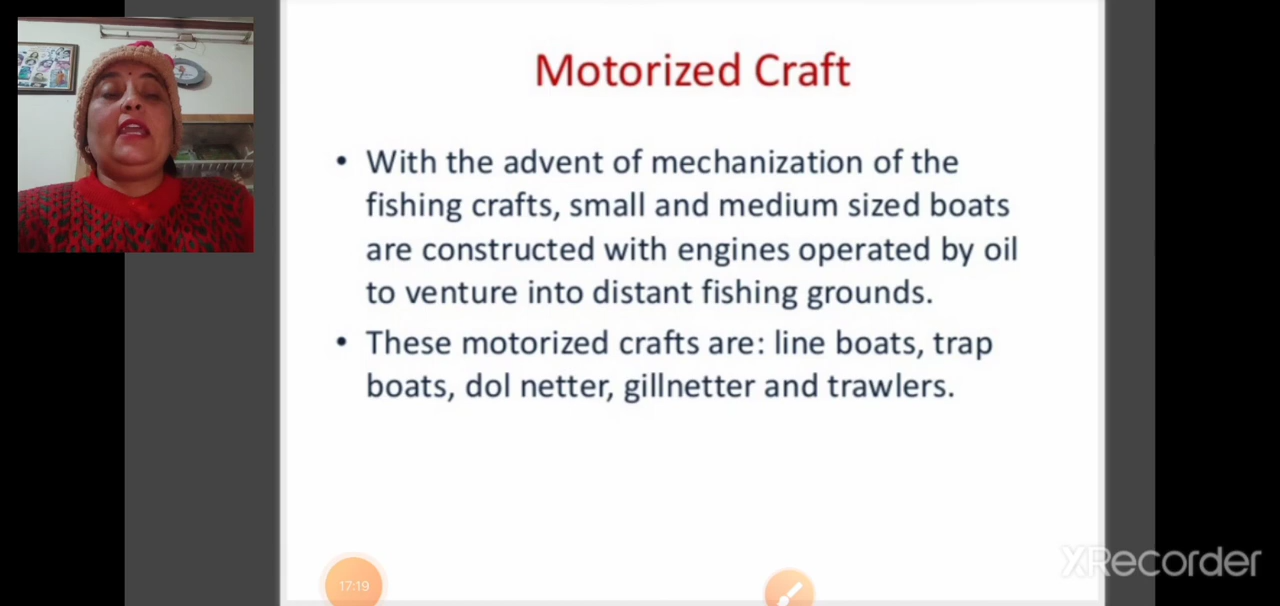 Motorized Craft
• With the advent of mechanization of the
fishing crafts, small and medium sized boats
are constructed with engines operated by oil
to venture into distant fishing grounds.
• These motorized crafts are: line boats, trap
boats, dol netter, gillnetter and trawlers.
17:19
XRecorder